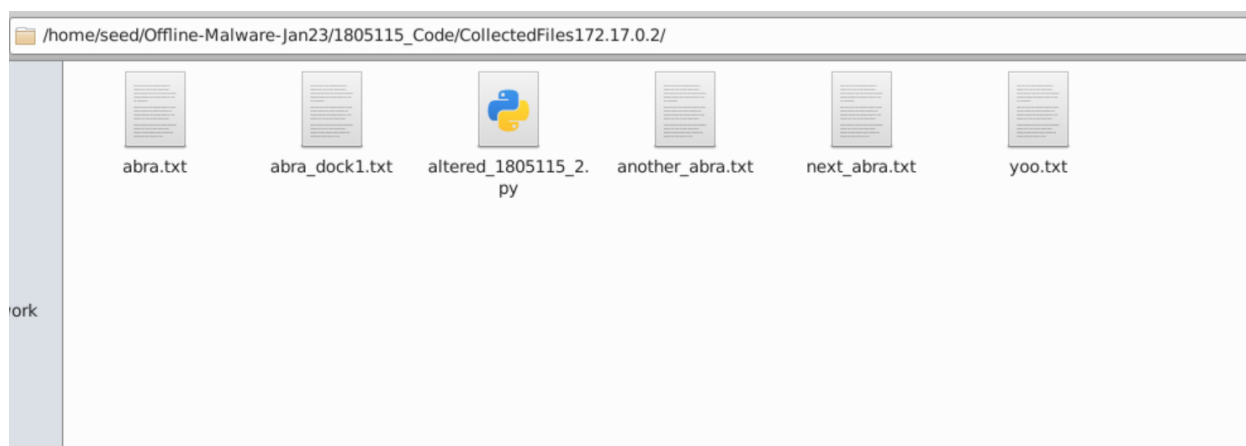 /home/seed/Offline-Malware-Jan23/1805115_Code/CollectedFiles172.17.0.2/
abra.txt abra_dock1.txt altered_1805115_2. another_abra.txt next_abra.txt yoo.txt
py
ork